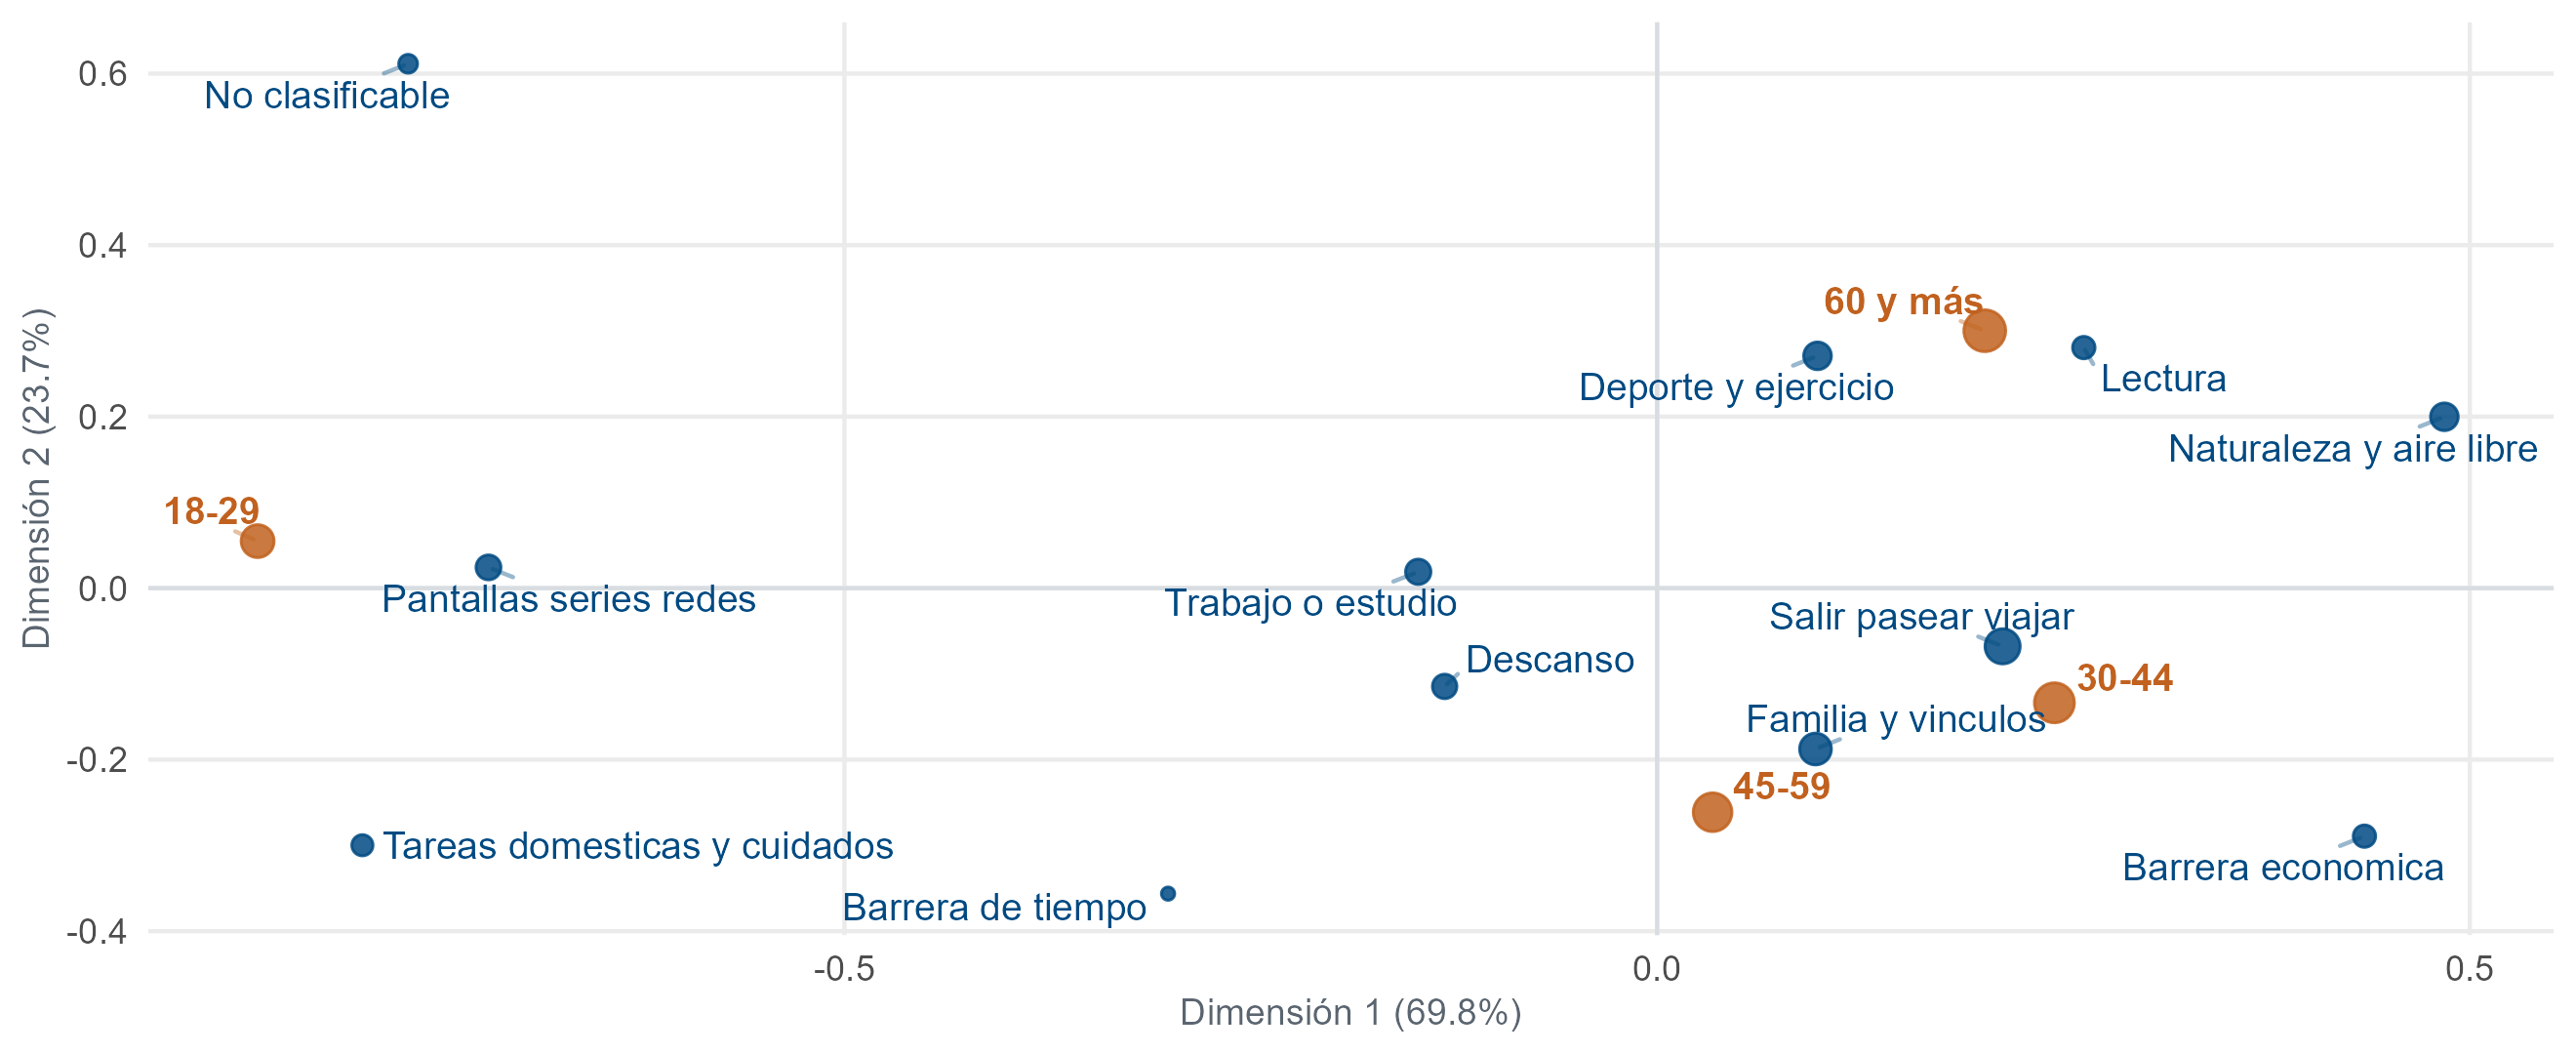 0.6
No clasificable
0.4
60 y más
Deporte y ejercicio
Lectura
0.2
Naturaleza y aire libre
18-29
0.0
Pantallas series redes
Trabajo o estudio
Salir pasear viajar
Descanso
30-44
Familia y vinculos
-0.2
45-59
Tareas domesticas y cuidados
Barrera economica
Barrera de tiempo
-0.4
-0.5
0.0
0.5
Dimensión 1 (69.8%)
Dimensión 2 (23.7%)